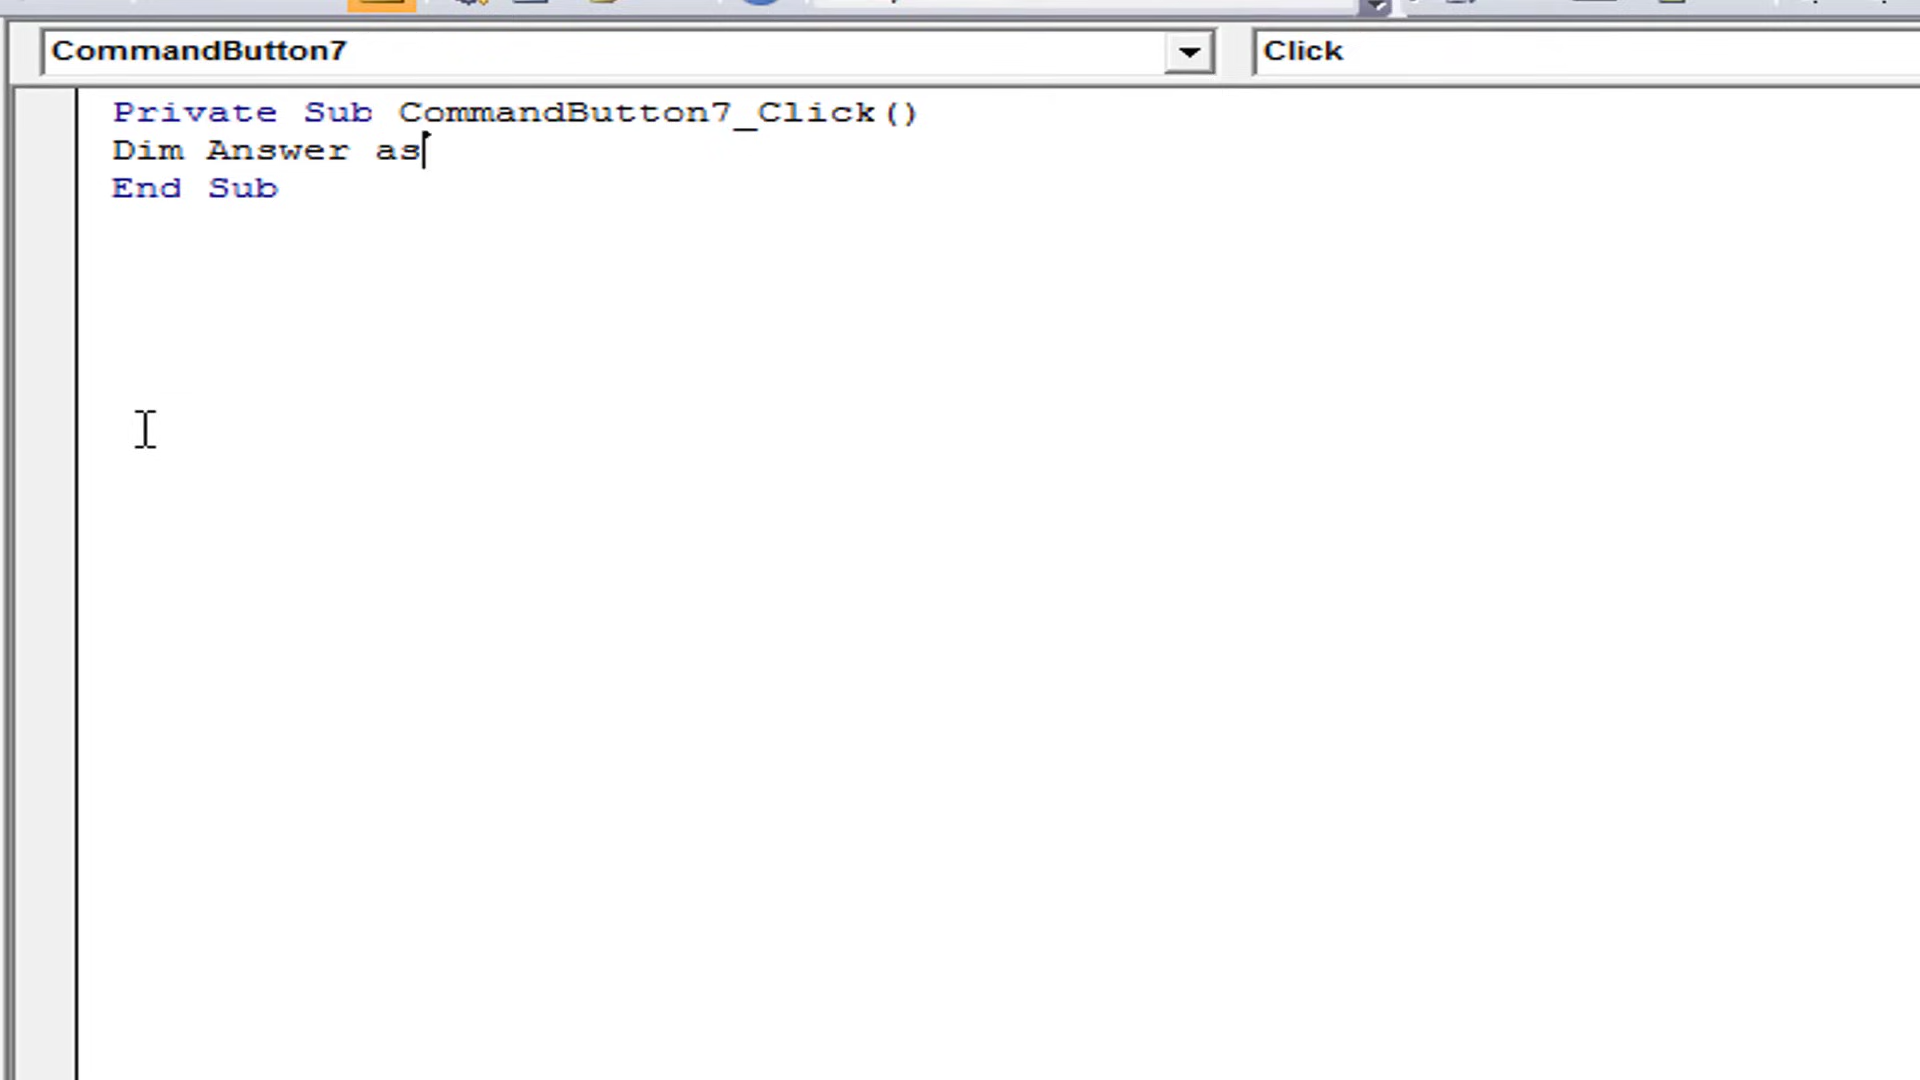 CommandButton7
Click
Private Sub CommandButton7_Click()
Dim Answer as
End Sub